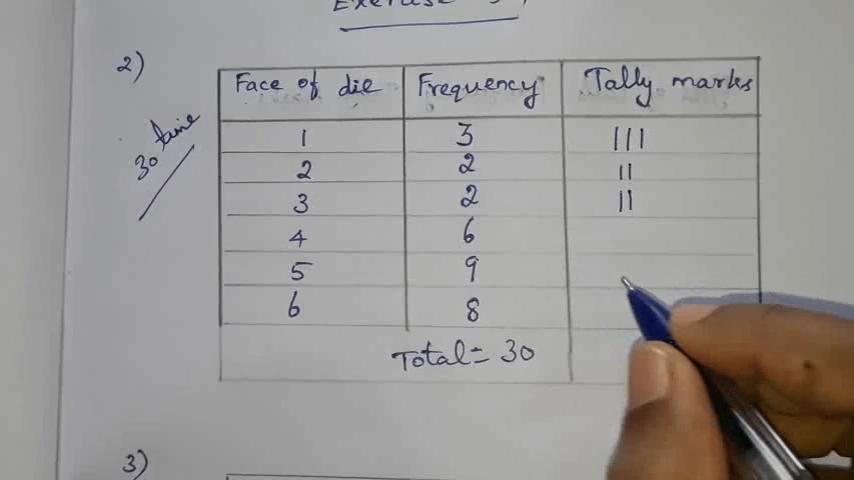 2)
Face of die Frequency Tally marks
30 time
1 3 |||
2 2 ||
3 2 ||
4 6
5 9
6 8
Total = 30
3)